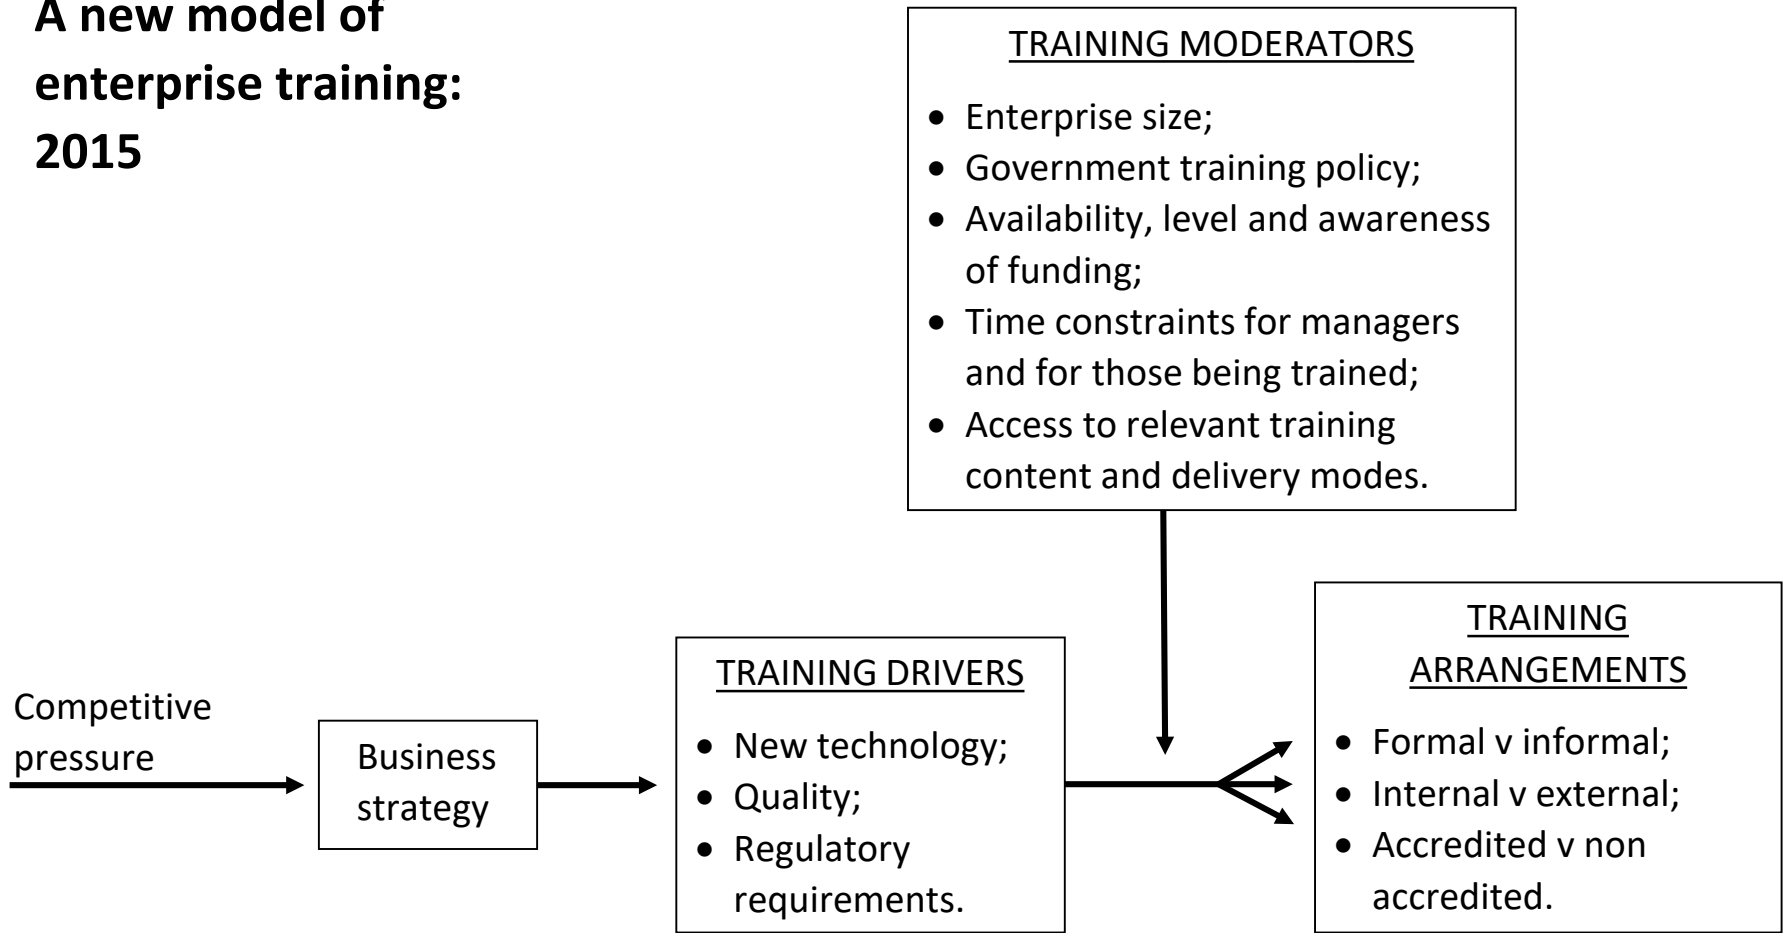 A new model of
enterprise training:
2015
TRAINING MODERATORS
• Enterprise size;
• Government training policy;
• Availability, level and awareness
of funding;
• Time constraints for managers
and for those being trained;
• Access to relevant training
content and delivery modes.
Competitive
pressure
Business
strategy
TRAINING DRIVERS
• New technology;
• Quality;
• Regulatory
requirements.
TRAINING
ARRANGEMENTS
• Formal v informal;
• Internal v external;
• Accredited v non
accredited.